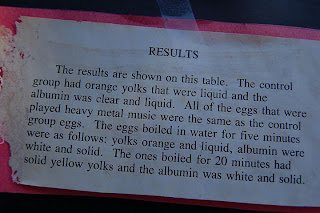 RESULTS
The results are shown on this table. The control
group had orange yolks that were liquid and the
albumin was clear and liquid. All of the eggs that were
played heavy metal music were the same as the control
group eggs. The eggs boiled in water for five minutes
were as follows: yolks orange and liquid, albumin were
white and solid. The ones boiled for 20 minutes had
solid yellow yolks and the albumin was white and solid.